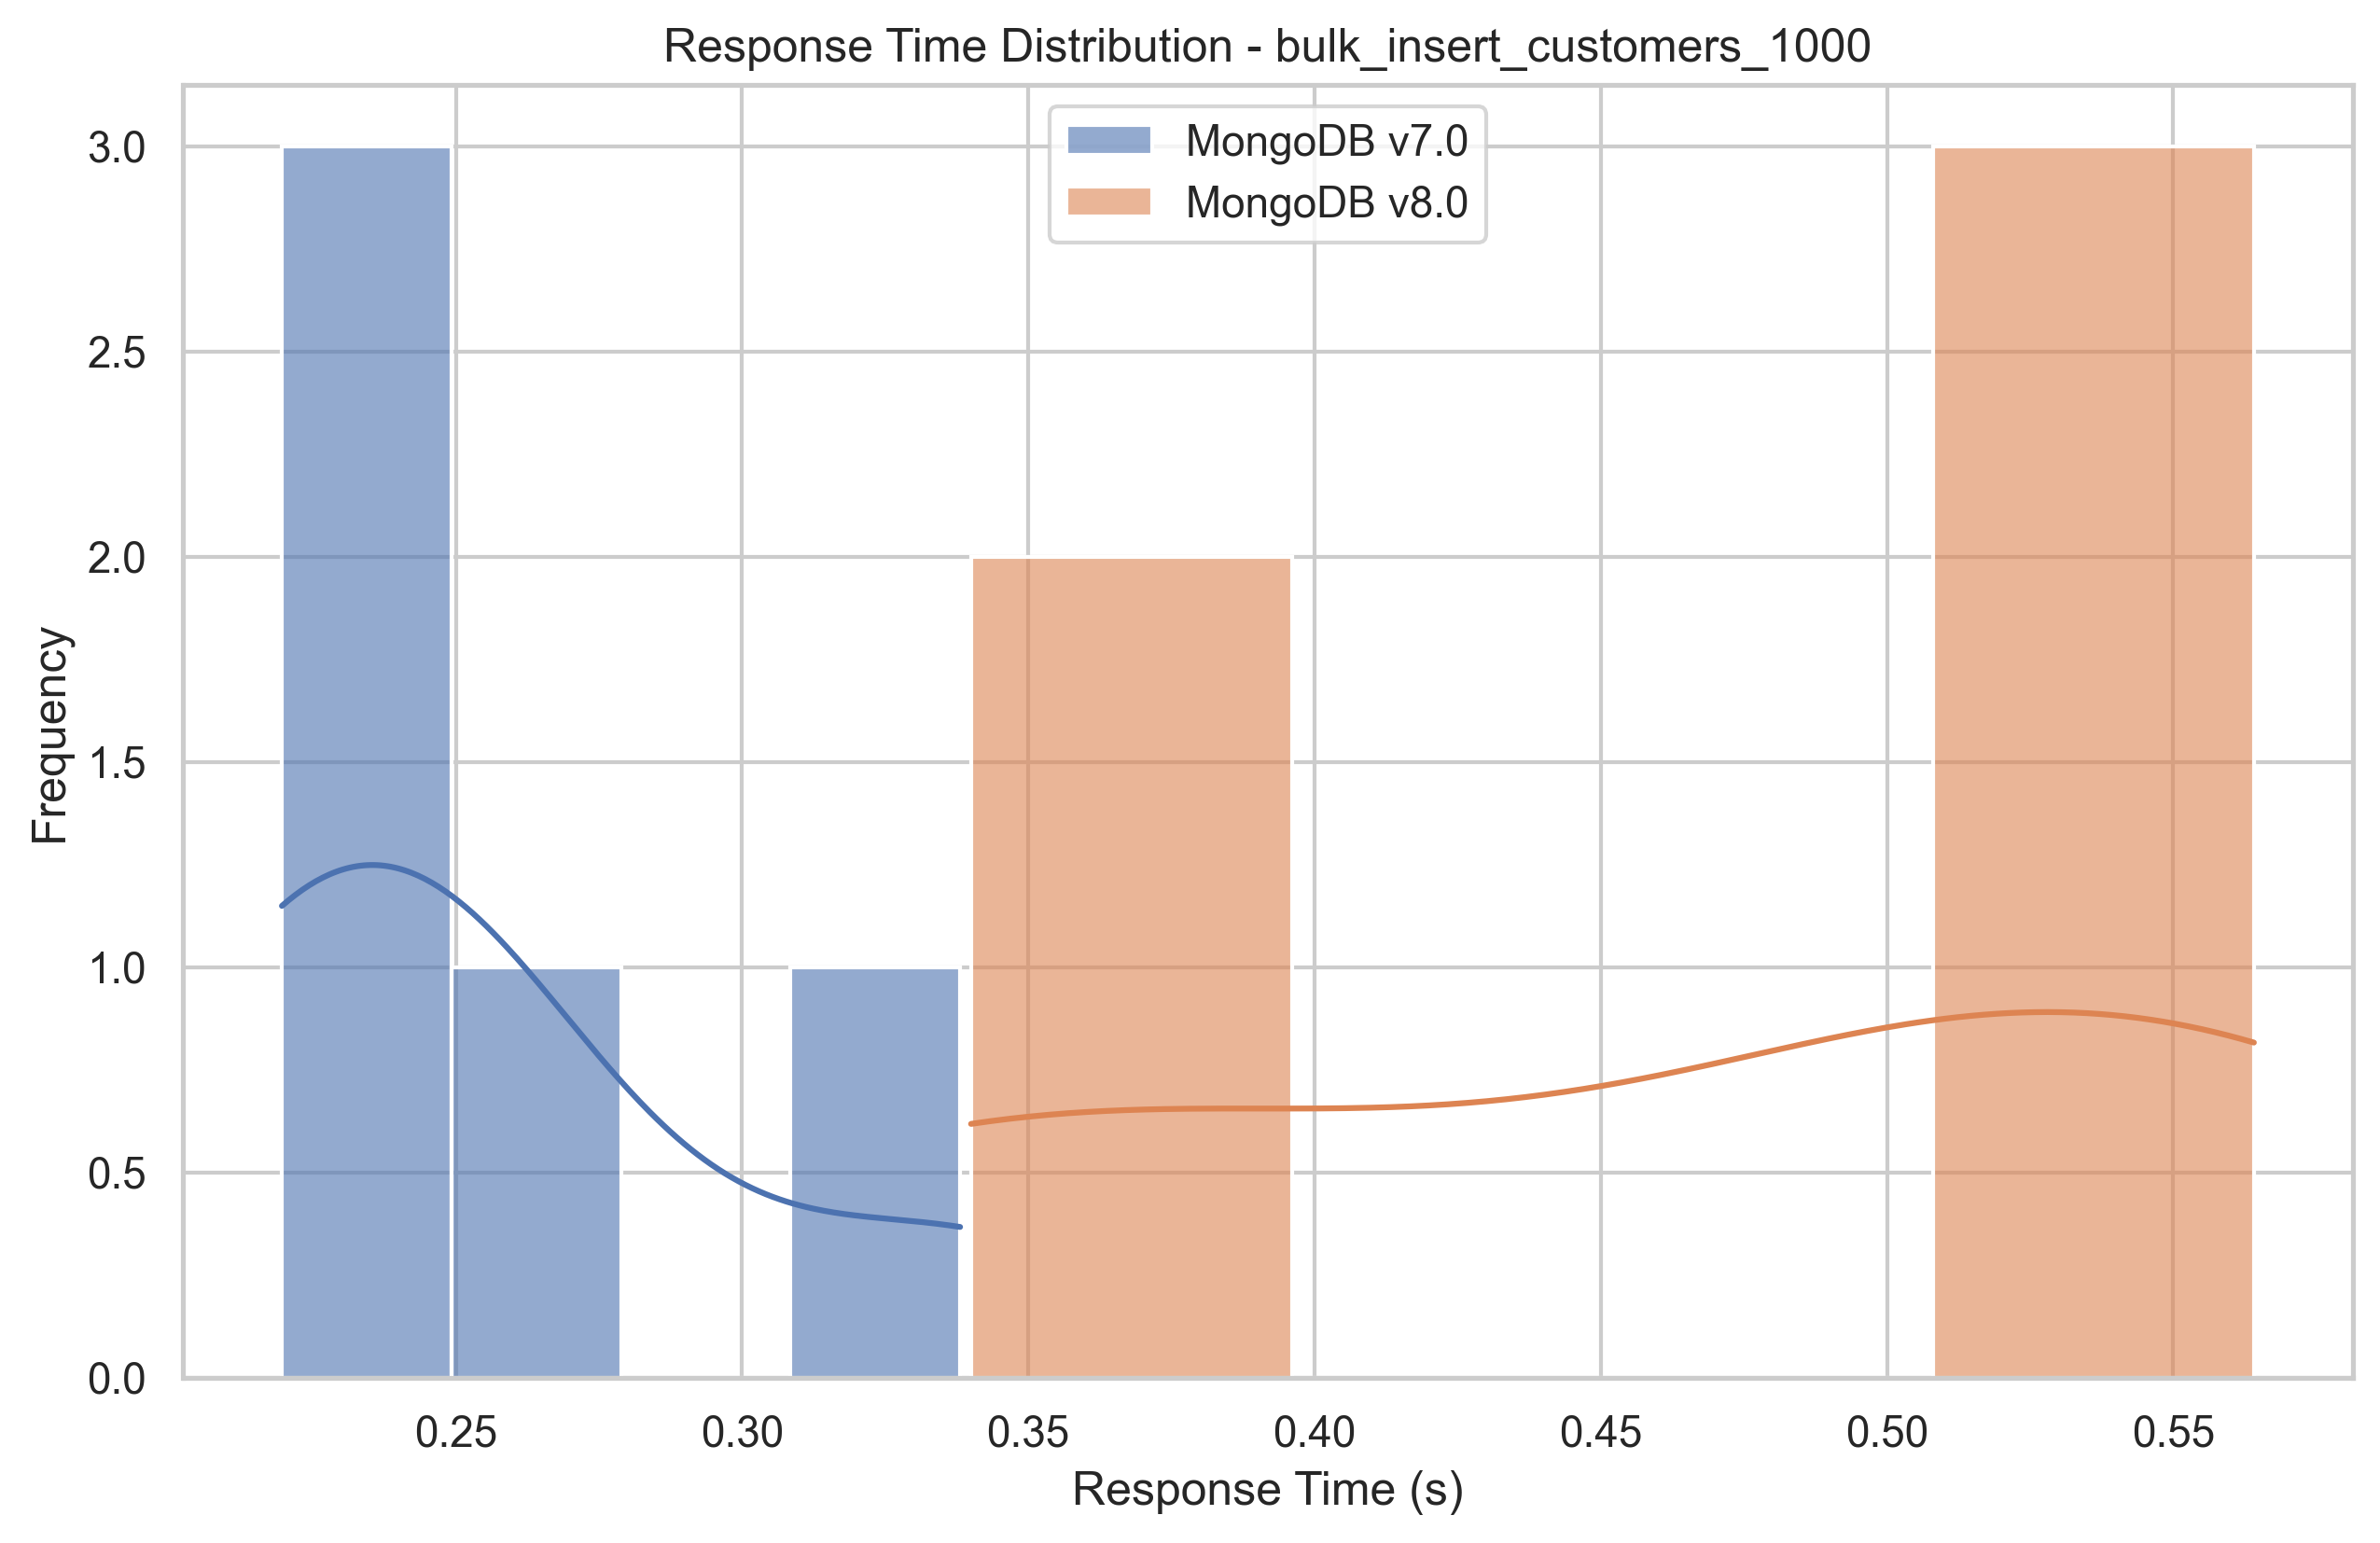 Response Time Distribution - bulk_insert_customers_1000
MongoDB v7.0
MongoDB v8.0
Frequency
3.0
2.5
2.0
1.5
1.0
0.5
0.0
0.25 0.30 0.35 0.40 0.45 0.50 0.55
Response Time (s)